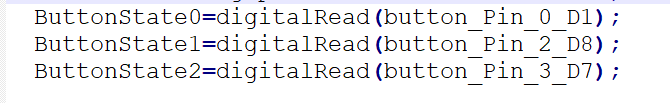 ButtonState0=digitalRead(button_Pin_0_D1);
ButtonState1=digitalRead(button_Pin_2_D8);
ButtonState2=digitalRead(button_Pin_3_D7);